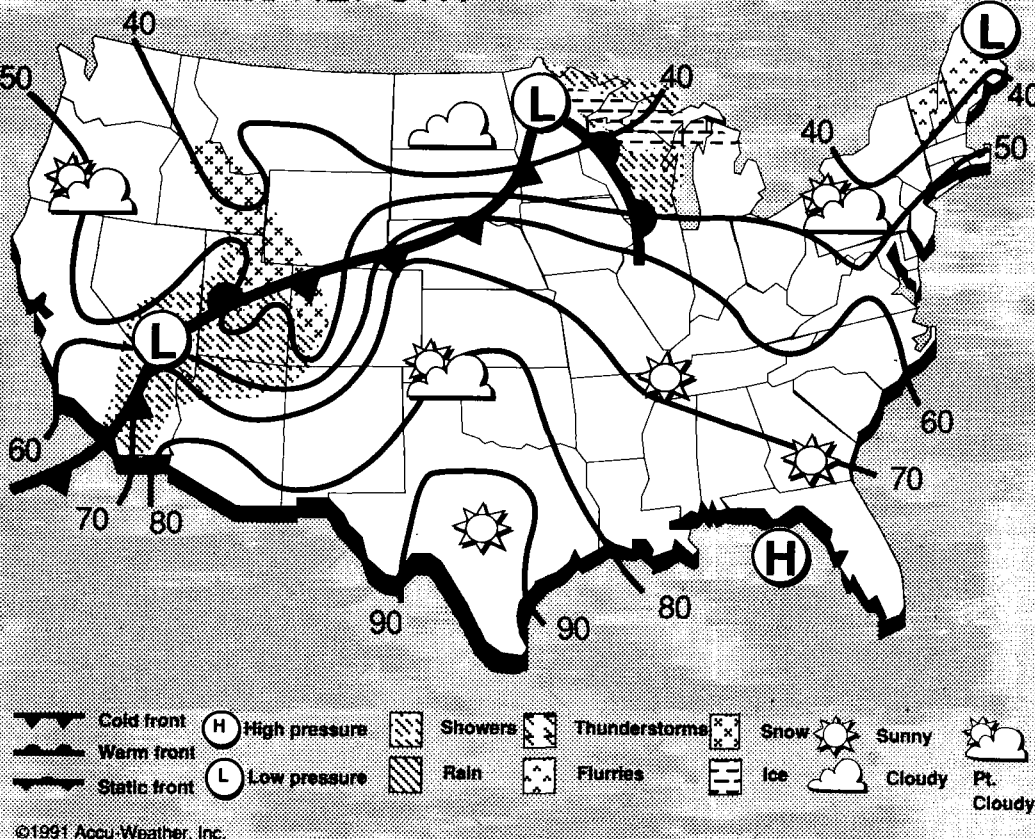 L
40
50
40
L
40
40
50
L
60
60
70
70 80
H
80
90
90
Cold front
Warm front
Static front
H High pressure
L Low pressure
Showers
Rain
Thunderstorms
Flurries
Snow
Ice
Sunny
Cloudy
Pt.
Cloudy
©1991 Accu-Weather, Inc.